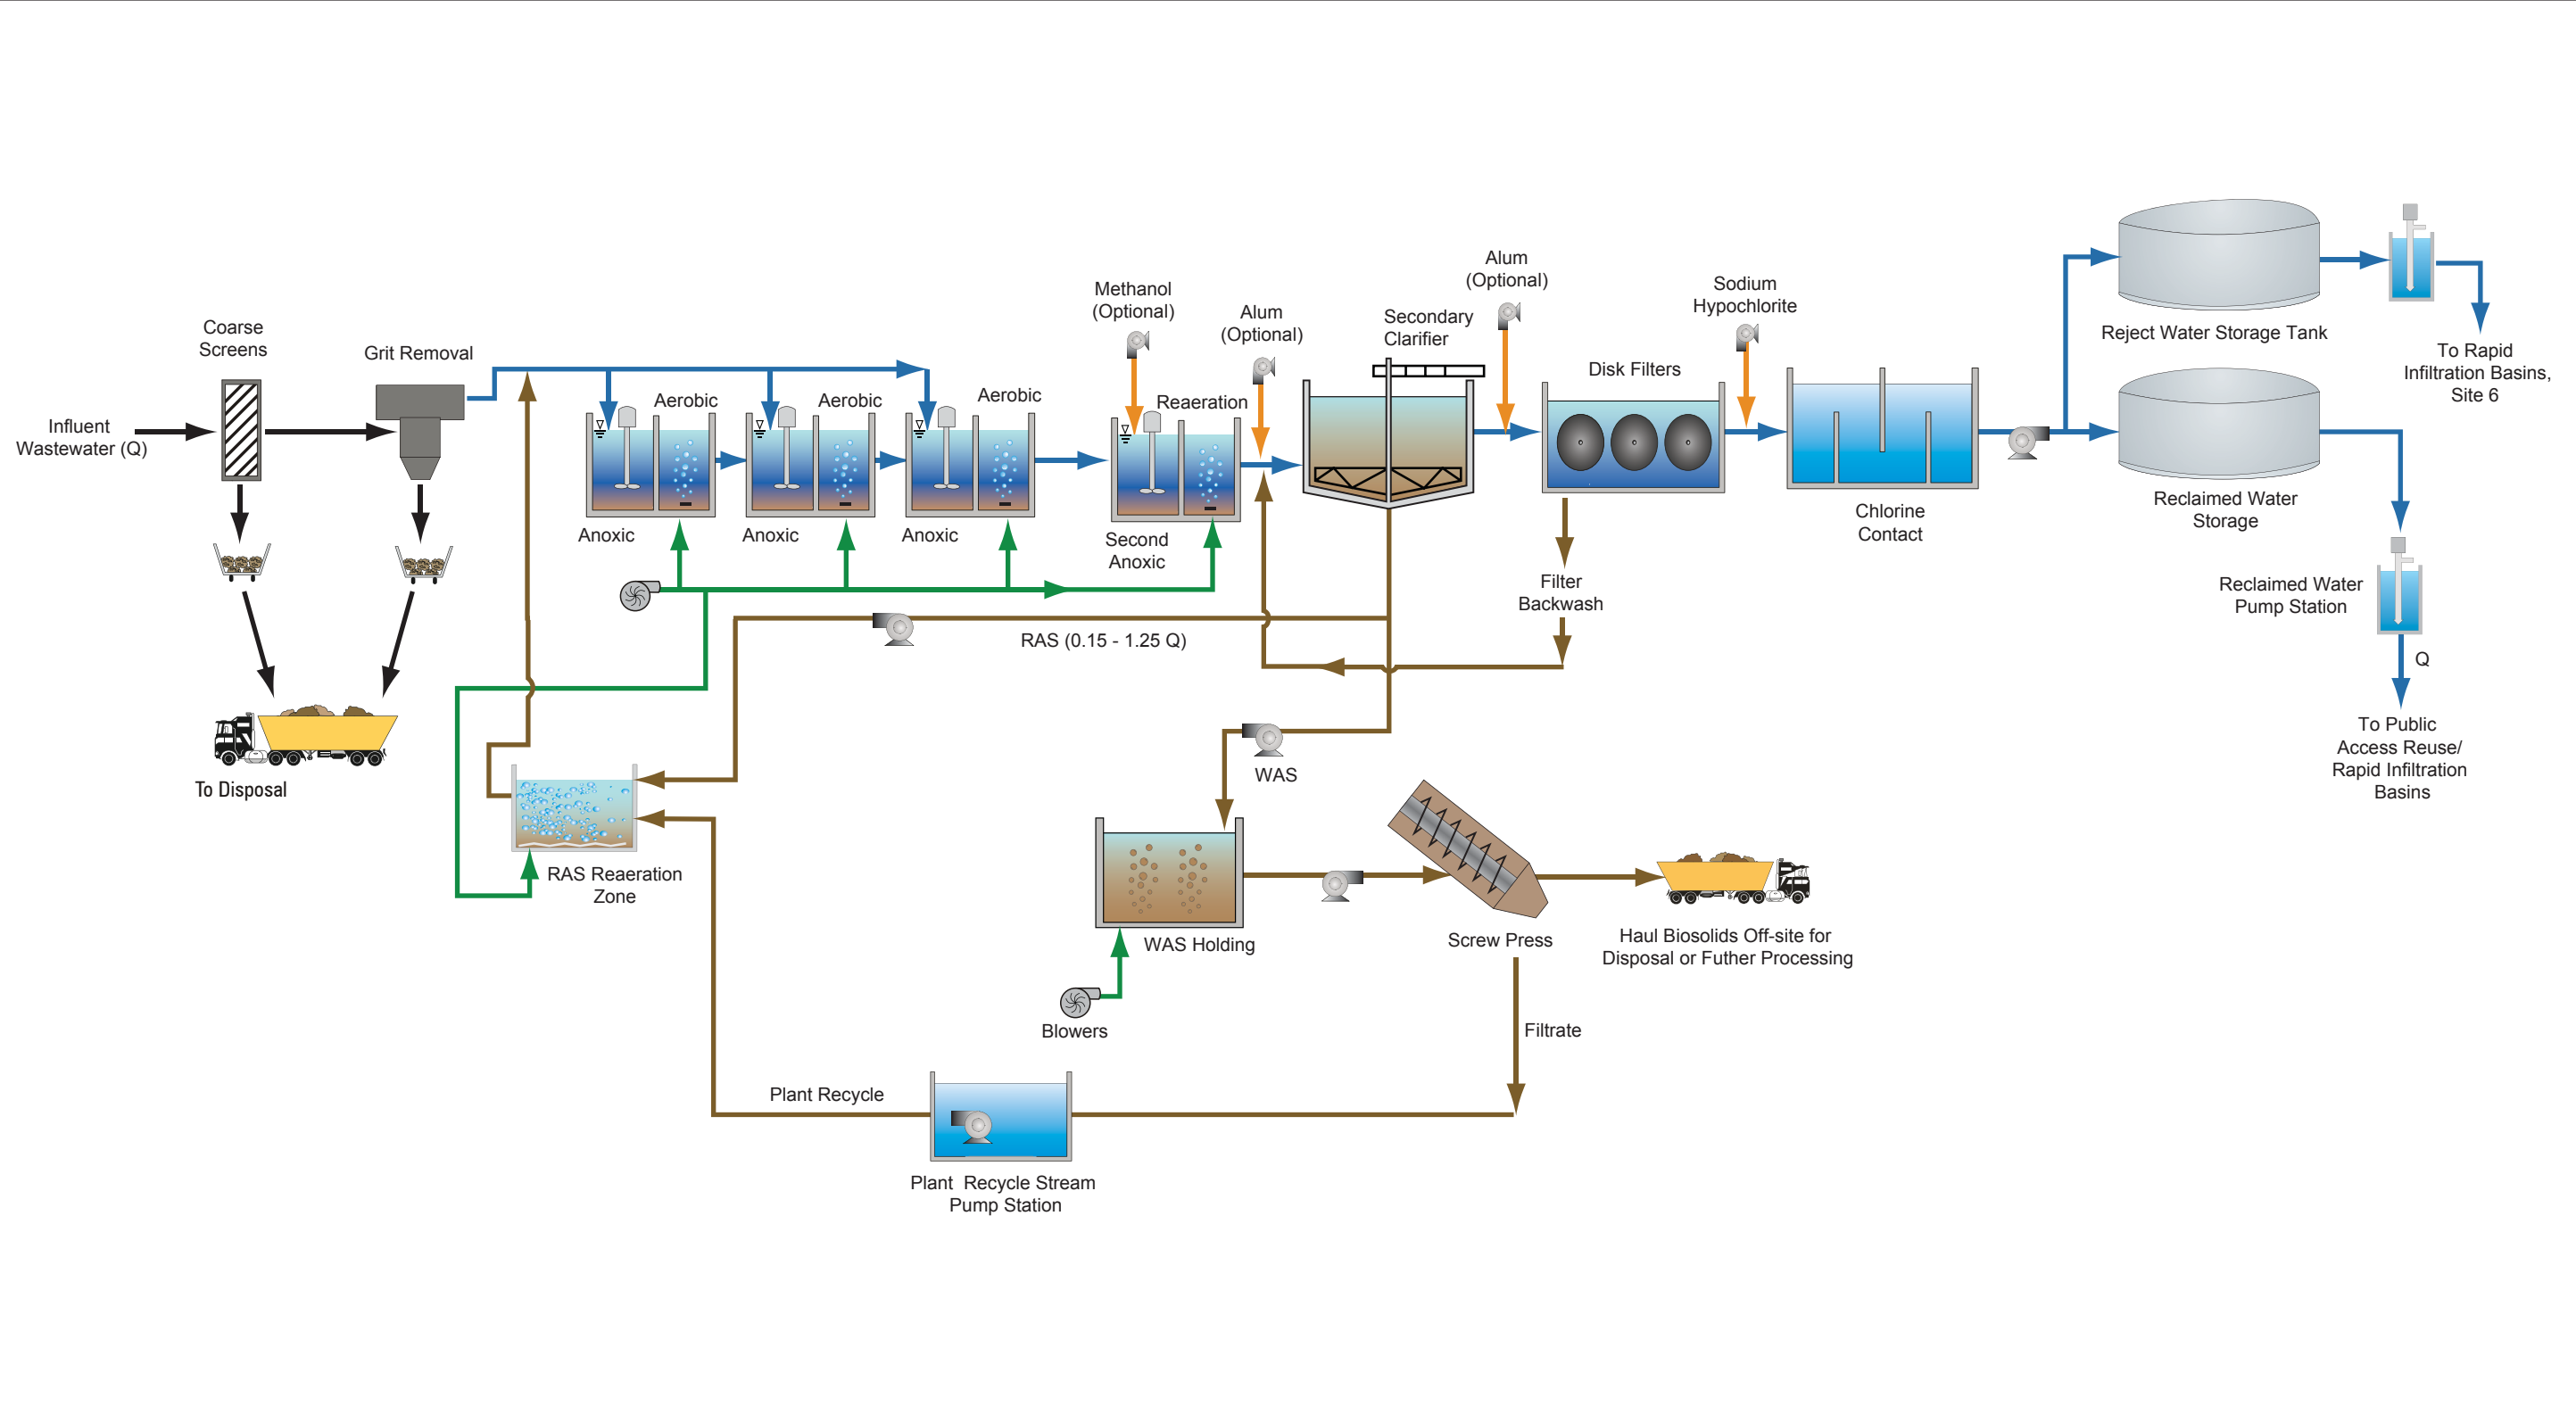 Influent
Wastewater (Q)
Coarse
Screens
Grit Removal
To Disposal
Aerobic
Anoxic
Aerobic
Anoxic
Aerobic
Anoxic
Methanol
(Optional)
Reaeration
Second
Anoxic
Alum
(Optional)
Secondary
Clarifier
Alum
(Optional)
Disk Filters
Sodium
Hypochlorite
Chlorine
Contact
Reject Water Storage Tank
To Rapid
Infiltration Basins,
Site 6
Reclaimed Water
Storage
Reclaimed Water
Pump Station
Q
To Public
Access Reuse/
Rapid Infiltration
Basins
Filter
Backwash
RAS (0.15 - 1.25 Q)
WAS
RAS Reaeration
Zone
WAS Holding
Blowers
Screw Press
Haul Biosolids Off-site for
Disposal or Futher Processing
Filtrate
Plant Recycle
Plant Recycle Stream
Pump Station